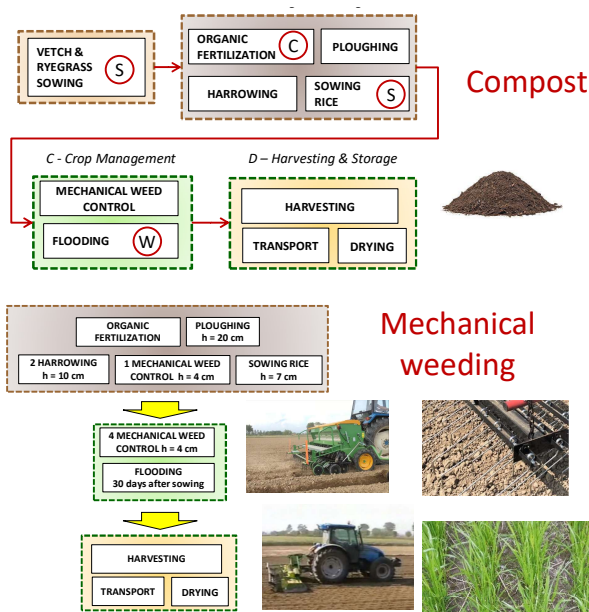 VETCH &
RYEGRASS
SOWING
S
ORGANIC
FERTILIZATION
C
PLOUGHING
HARROWING
SOWING
RICE
S
Compost
C - Crop Management
D – Harvesting & Storage
MECHANICAL WEED
CONTROL
FLOODING
W
HARVESTING
TRANSPORT
DRYING
Mechanical
weeding
ORGANIC
FERTILIZATION
PLOUGHING
h = 20 cm
2 HARROWING
h = 10 cm
1 MECHANICAL WEED
CONTROL h = 4 cm
SOWING RICE
h = 7 cm
4 MECHANICAL WEED
CONTROL h = 4 cm
FLOODING
30 days after sowing
HARVESTING
TRANSPORT
DRYING